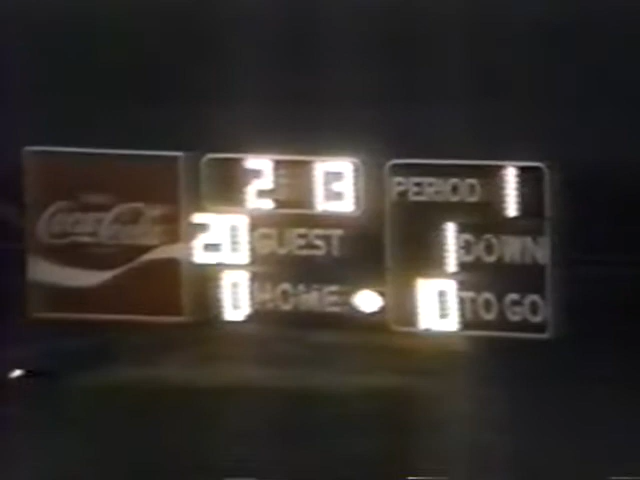 Coca-Cola
2:13
20 GUEST
0 HOME
PERIOD 1
1 DOWN
10 TO GO